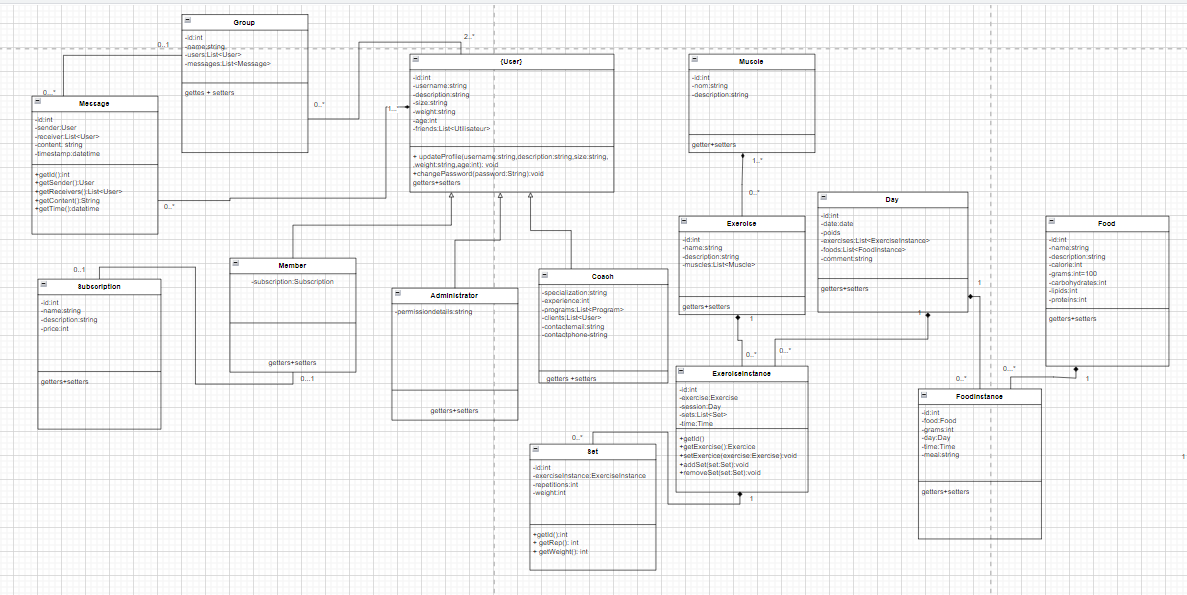 Group
-id:int
-name:string
-users:List<User>
-messages:List<Message>
gettes + setters
0..1
0...*
2..*
0..*
Message
-id:int
-sender:User
-receiver:List<User>
-content: string
-timestamp:datetime
+getId():int
+getSender():User
+getReceivers():List<User>
+getContent():String
+getTime():datetime
0..*
1...
{User}
-id:int
-username:string
-description:string
-size:string
-weight:string
-age:int
-friends:List<Utilisateur>
+ updateProfile(username:string,description:string,size:string,
,weight:string,age:int): void
+changePassword(password:String):void
getters+setters
Muscle
-id:int
-nom:string
-description:string
getter+setters
1..*
0..*
Exercise
-id:int
-name:string
-description:string
-muscles:List<Muscle>
getters+setters
1
0..*
Day
-id:int
-date:date
-poids
-exercises:List<ExerciseInstance>
-foods:List<FoodInstance>
-comment:string
getters+setters
1
1
0...*
0..*
Food
-id:int
-name:string
-description:string
-calorie:int
-grams:int=100
-carbohydrates:int
-lipids:int
-proteins:int
getters+setters
1
0...*
Subscription
-id:int
-name:string
-description:string
-price:int
getters+setters
0...1
0...1
Member
-subscription:Subscription
getters+setters
Administrator
-permissiondetails:string
getters+setters
Coach
-specialization:string
-experience:int
-programs:List<Program>
-clients:List<User>
-contactemail:string
-contactphone-string
getters +setters
ExerciseInstance
-id:int
-exercise:Exercise
-session:Day
-sets:List<Set>
-time:Time
+getId()
+getExercise():Exercice
+setExercice(exercise:Exercise):void
+addSet(set:Set):void
+removeSet(set:Set):void
1
0..*
Set
-id:int
-exerciseInstance:ExerciseInstance
-repetitions:int
-weight:int
+getId():int
+ getRep(): int
+ getWeight(): int
FoodInstance
-id:int
-food:Food
-grams:int
-day:Day
-time:Time
-meal:string
getters+setters
1